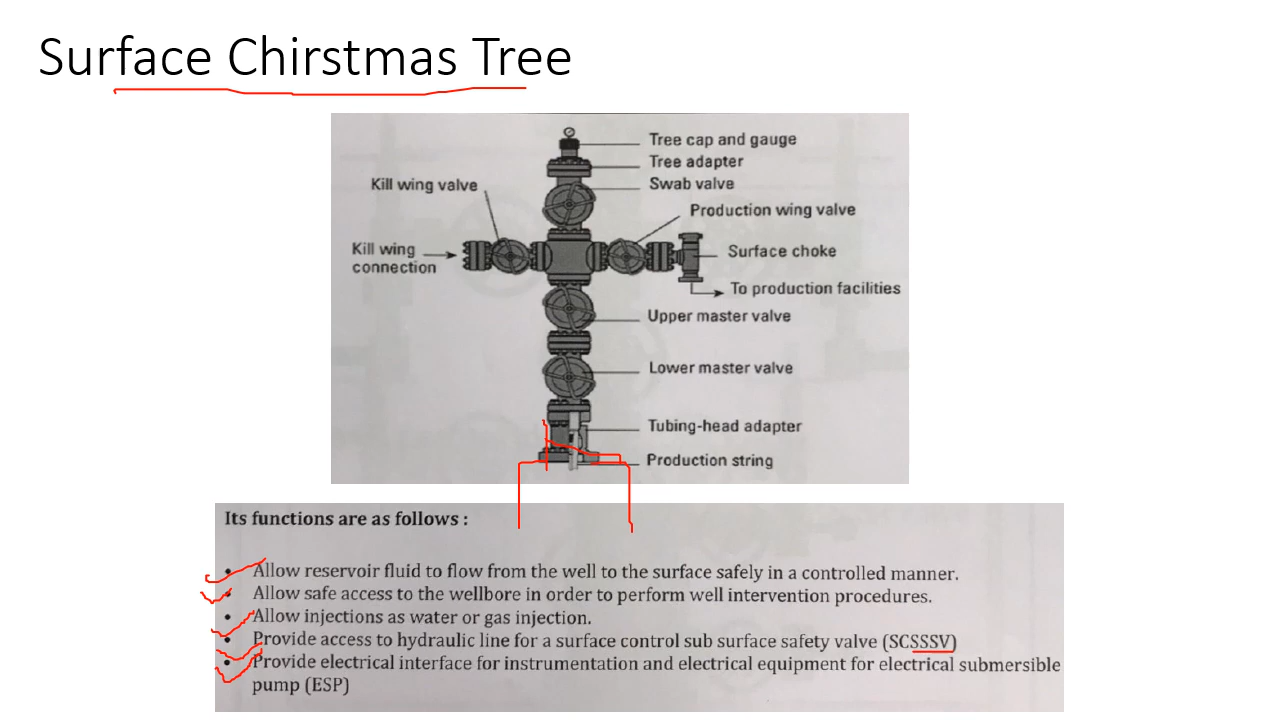 Surface Chirstmas Tree
Tree cap and gauge
Tree adapter
Kill wing valve
Swab valve
Production wing valve
Kill wing
connection
Surface choke
To production facilities
Upper master valve
Lower master valve
Tubing-head adapter
Production string
Its functions are as follows :
• Allow reservoir fluid to flow from the well to the surface safely in a controlled manner.
• Allow safe access to the wellbore in order to perform well intervention procedures.
• Allow injections as water or gas injection.
• Provide access to hydraulic line for a surface control sub surface safety valve (SCSSSV)
• Provide electrical interface for instrumentation and electrical equipment for electrical submersible
pump (ESP)